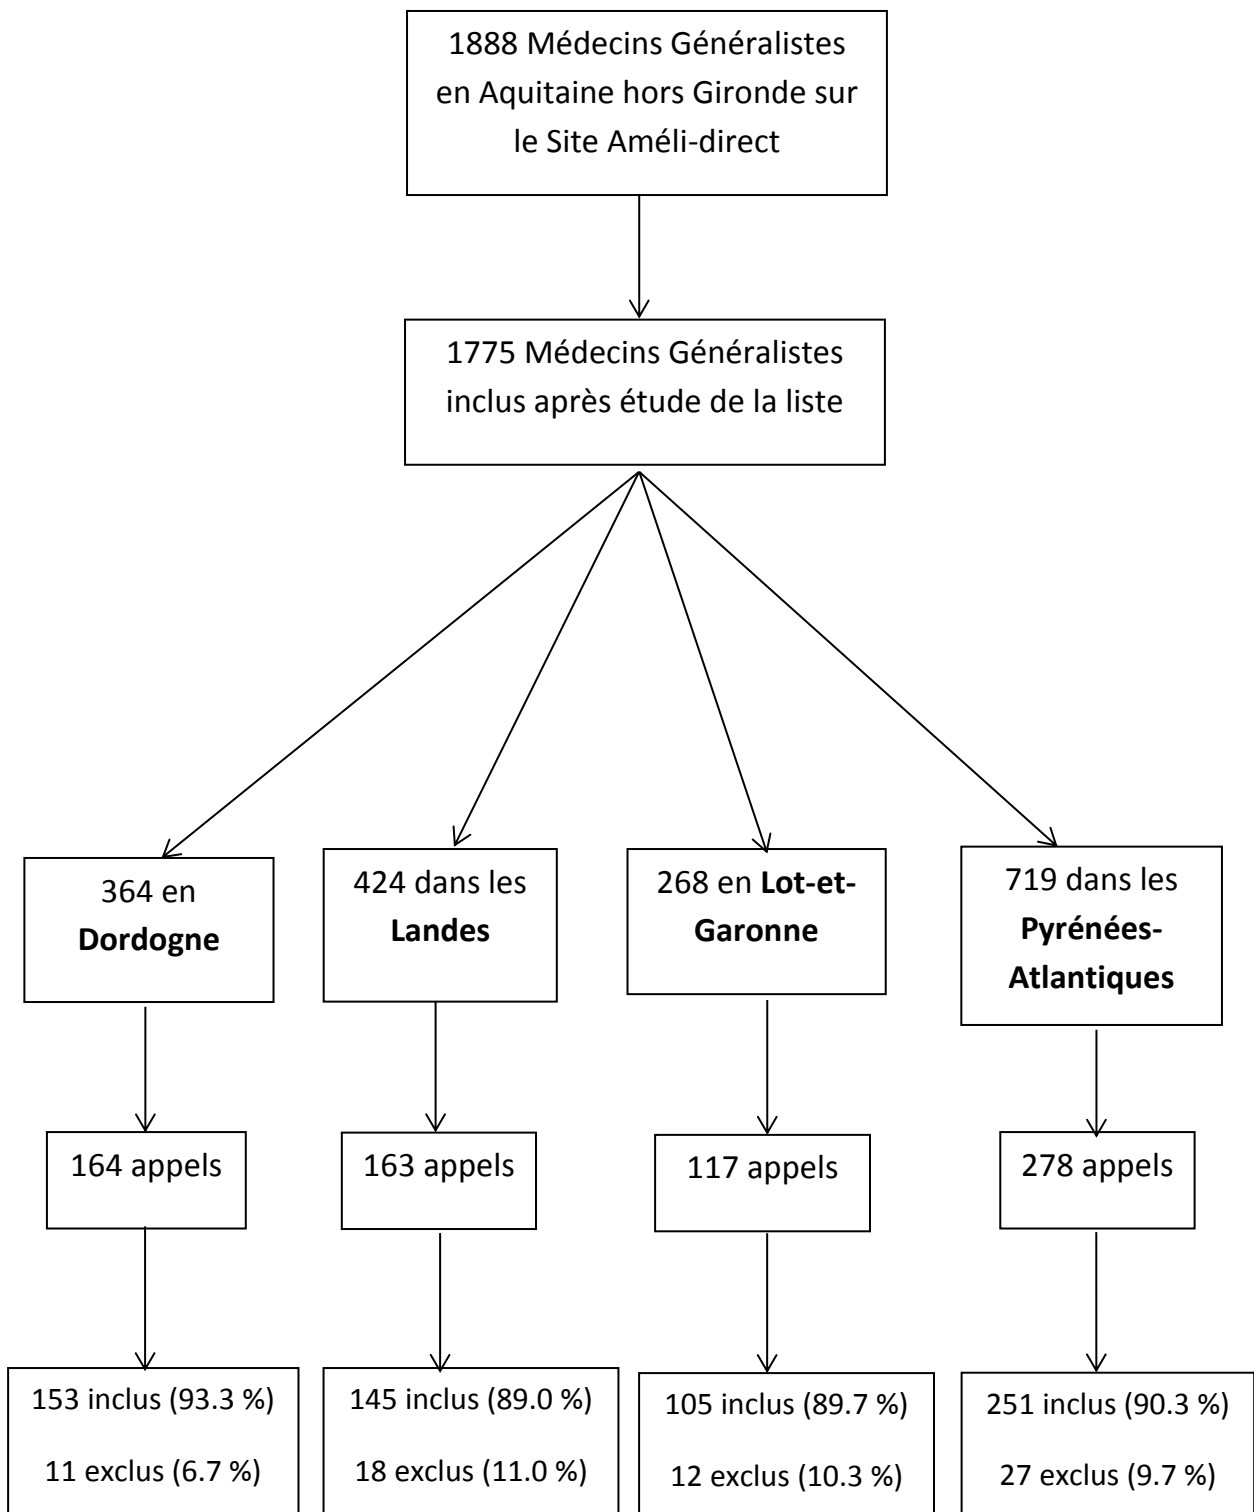 1888 Médecins Généralistes
en Aquitaine hors Gironde sur
le Site Améli-direct
1775 Médecins Généralistes
inclus après étude de la liste
364 en
Dordogne
424 dans les
Landes
268 en Lot-et-
Garonne
719 dans les
Pyrénées-
Atlantiques
164 appels
163 appels
117 appels
278 appels
153 inclus (93.3 %)
11 exclus (6.7 %)
145 inclus (89.0 %)
18 exclus (11.0 %)
105 inclus (89.7 %)
12 exclus (10.3 %)
251 inclus (90.3 %)
27 exclus (9.7 %)